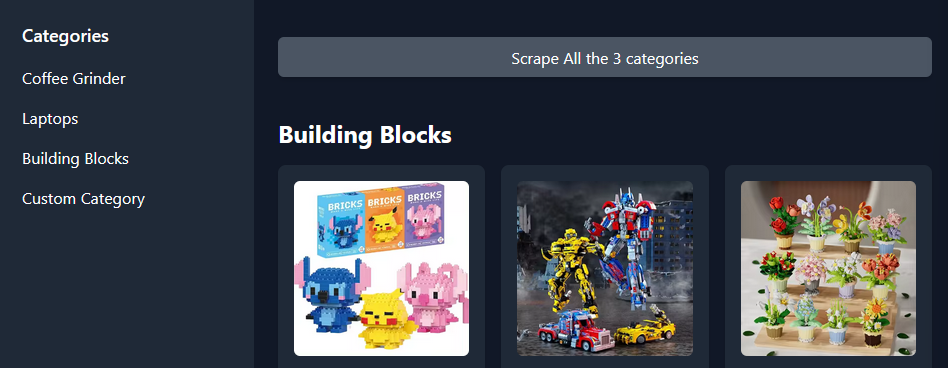 Categories
Coffee Grinder
Laptops
Building Blocks
Custom Category
Scrape All the 3 categories
Building Blocks
BRICKS
BRICKS
BRICKS